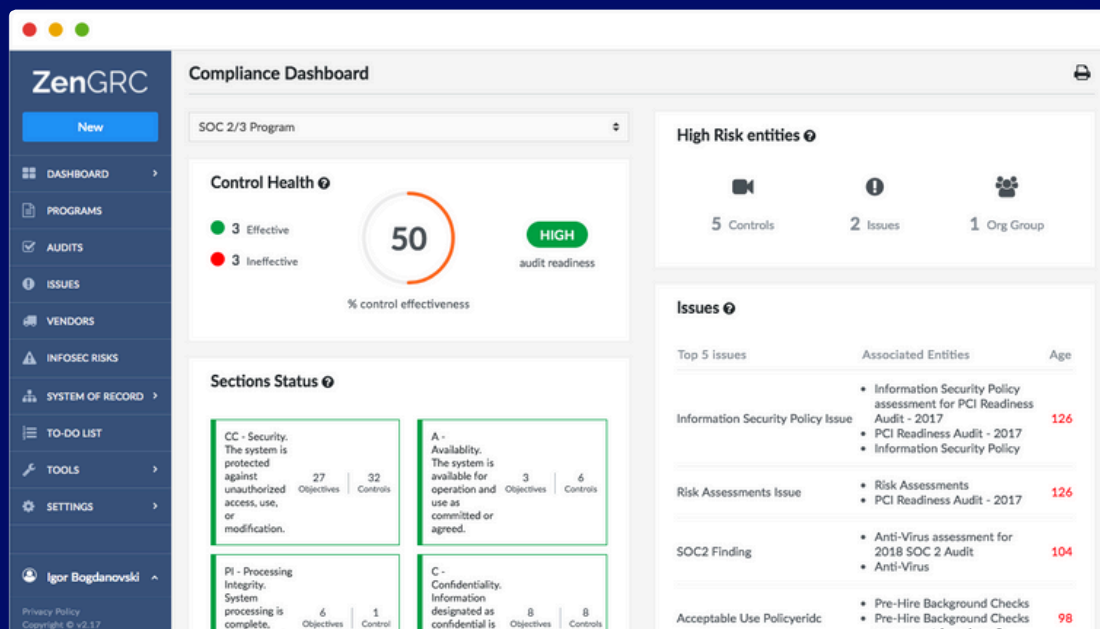 ZenGRC
New
DASHBOARD
PROGRAMS
AUDITS
ISSUES
VENDORS
INFOSEC RISKS
SYSTEM OF RECORD
TO-DO LIST
TOOLS
SETTINGS
Igor Bogdanovski
Privacy Policy
Copyright © v2.17
Compliance Dashboard
SOC 2/3 Program
Control Health
3 Effective
3 Ineffective
50
% control effectiveness
HIGH
audit readiness
Sections Status
CC - Security.
The system is
protected
against
unauthorized
access, use,
or
modification.
27
Objectives
32
Controls
A -
Availablity.
The system is
available for
operation and
use as
committed or
agreed.
3
Objectives
6
Controls
PI - Processing
Integrity.
System
processing is
complete,
6
Objectives
1
Control
C -
Confidentiality.
Information
designated as
confidential is
8
Objectives
8
Controls
High Risk entities
5 Controls
2 Issues
1 Org Group
Issues
Top 5 issues
Associated Entities
Age
Information Security Policy Issue
• Information Security Policy
assessment for PCI Readiness
Audit - 2017
• PCI Readiness Audit - 2017
• Information Security Policy
126
Risk Assessments Issue
• Risk Assessments
• PCI Readiness Audit - 2017
126
SOC2 Finding
• Anti-Virus assessment for
2018 SOC 2 Audit
• Anti-Virus
104
Acceptable Use Policyeridc
• Pre-Hire Background Checks
• Pre-Hire Background Checks
98